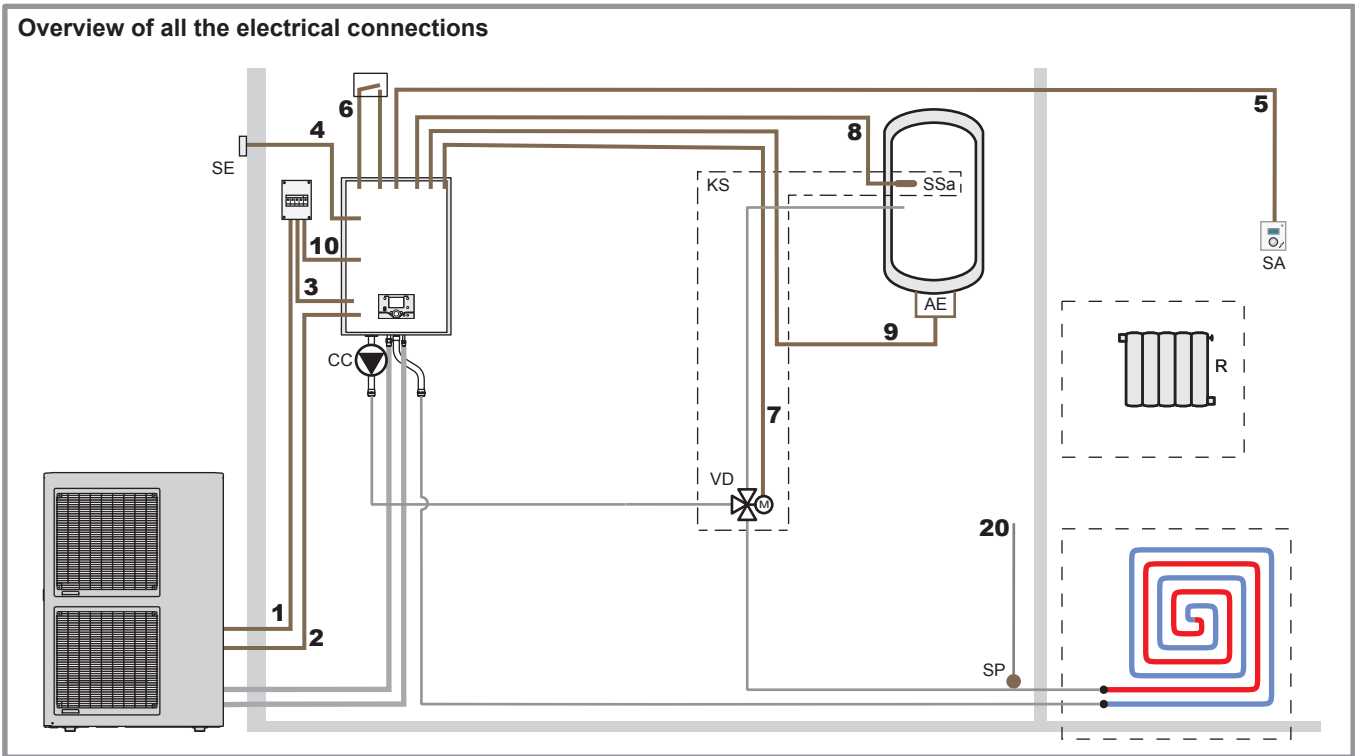 Overview of all the electrical connections
6
5
4
8
SE
KS
SSa
10
SA
3
AE
9
CC
R
7
VD
M
20
1
2
SP